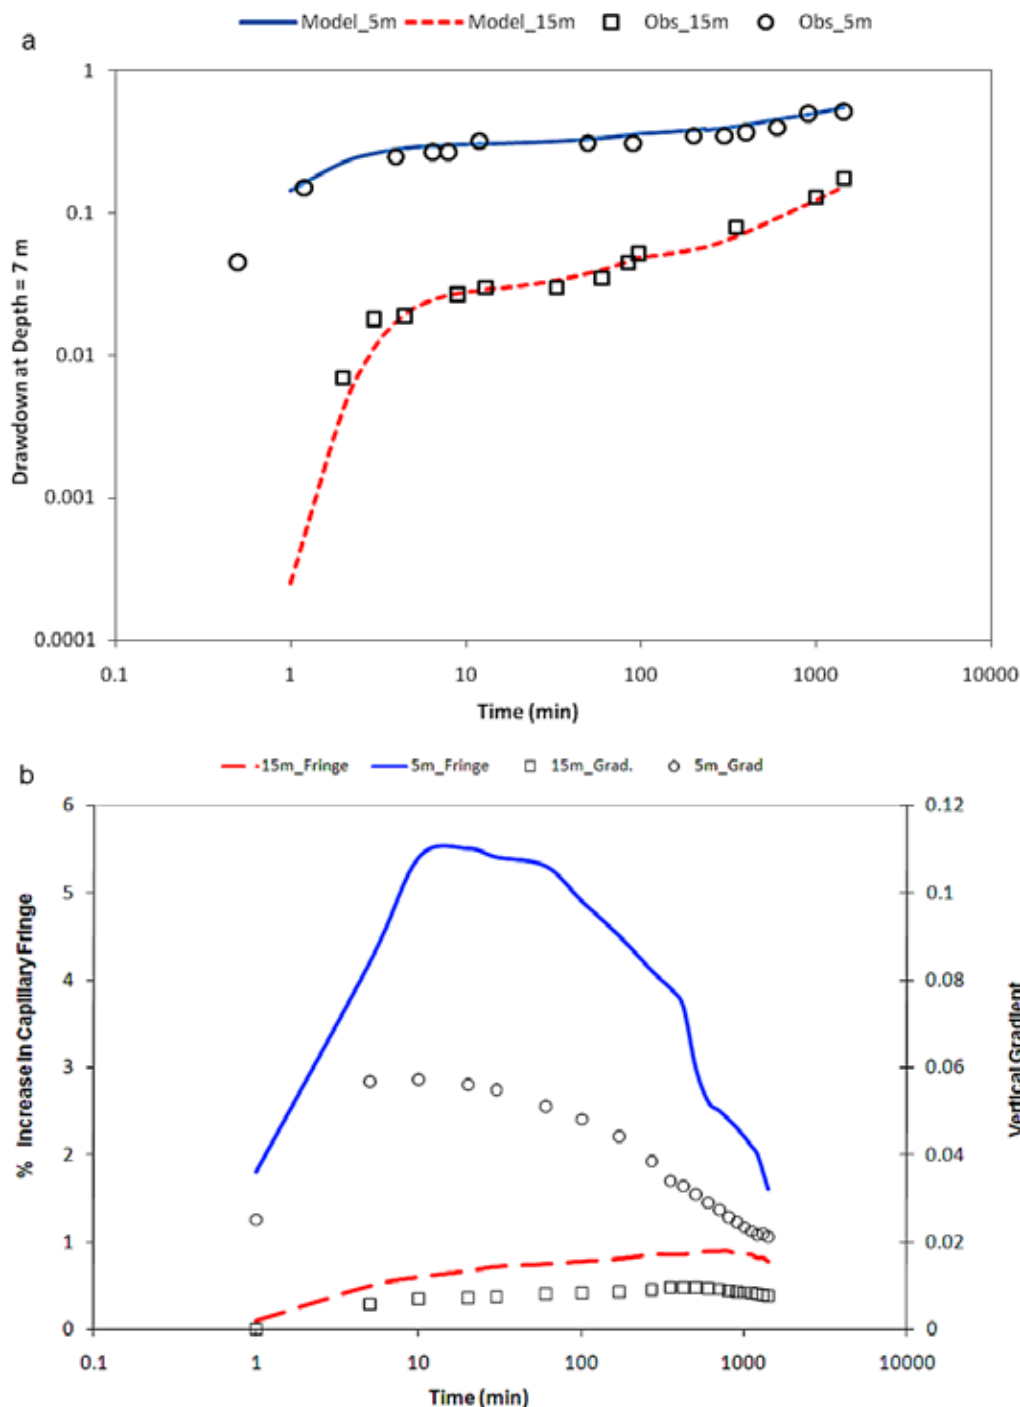 Model_5m Model_15m Obs_15m Obs_5m
a
1
0.1
0.01
0.001
0.0001
Drawdown at Depth = 7 m
0.1 1 10 100 1000 10000
Time (min)
b
15m_Fringe 5m_Fringe 15m_Grad. 5m_Grad
6 0.12
5 0.1
4 0.08
3 0.06
2 0.04
1 0.02
0 0
% Increase In Capillary Fringe
Vertical Gradient
0.1 1 10 100 1000 10000
Time (min)